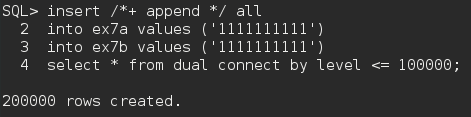 SQL> insert /*+ append */ all
2 into ex7a values ('1111111111')
3 into ex7b values ('1111111111')
4 select * from dual connect by level <= 100000;
200000 rows created.